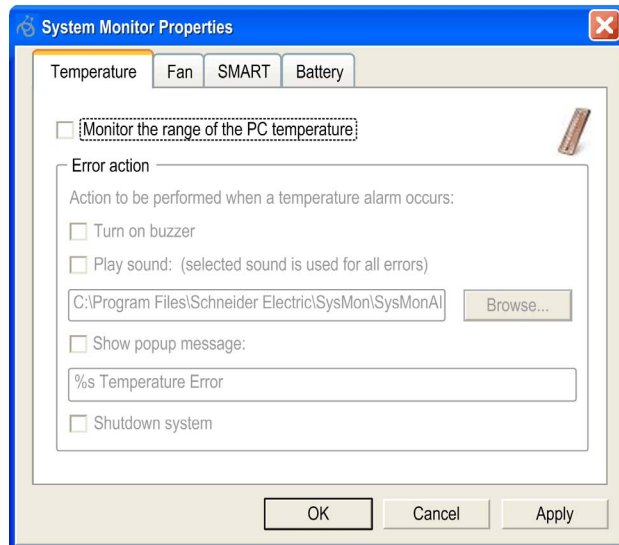 System Monitor Properties
Temperature Fan SMART Battery
Monitor the range of the PC temperature
Error action
Action to be performed when a temperature alarm occurs:
Turn on buzzer
Play sound: (selected sound is used for all errors)
C:\Program Files\Schneider Electric\SysMon\SysMonAl Browse...
Show popup message:
%s Temperature Error
Shutdown system
OK Cancel Apply